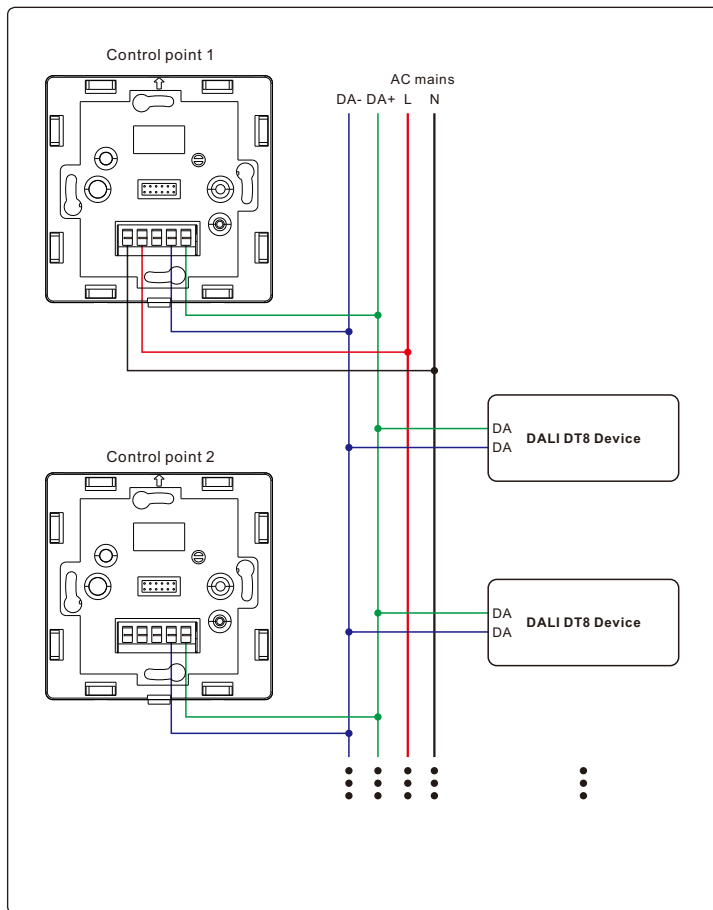 Control point 1
AC mains
DA- DA+ L N
DA
DA
DALI DT8 Device
Control point 2
DA
DA
DALI DT8 Device